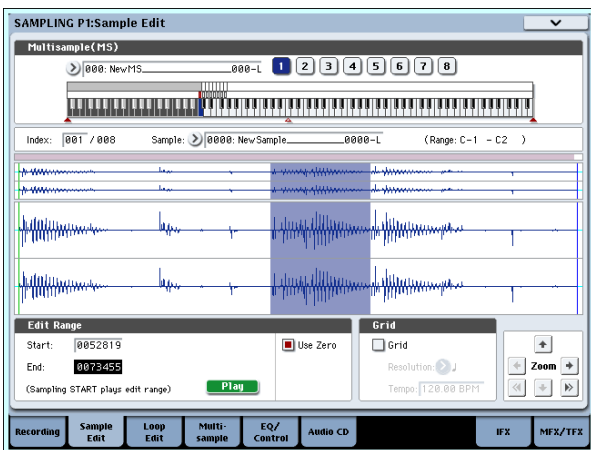 SAMPLING P1:Sample Edit
Multisample(MS)
000: NewMS 000-L 1 2 3 4 5 6 7 8
Index: 001 /008 Sample: 0000: NewSample 0000-L (Range: C-1 - C2 )
Edit Range Grid
Start: 0052819 Use Zero Grid
End: 0073455 Resolution: ♩ Zoom
(Sampling START plays edit range) Play Tempo: 120.00 BPM
Recording Sample Edit Loop Edit Multi-sample EQ/Control Audio CD IFX MFX/TFX